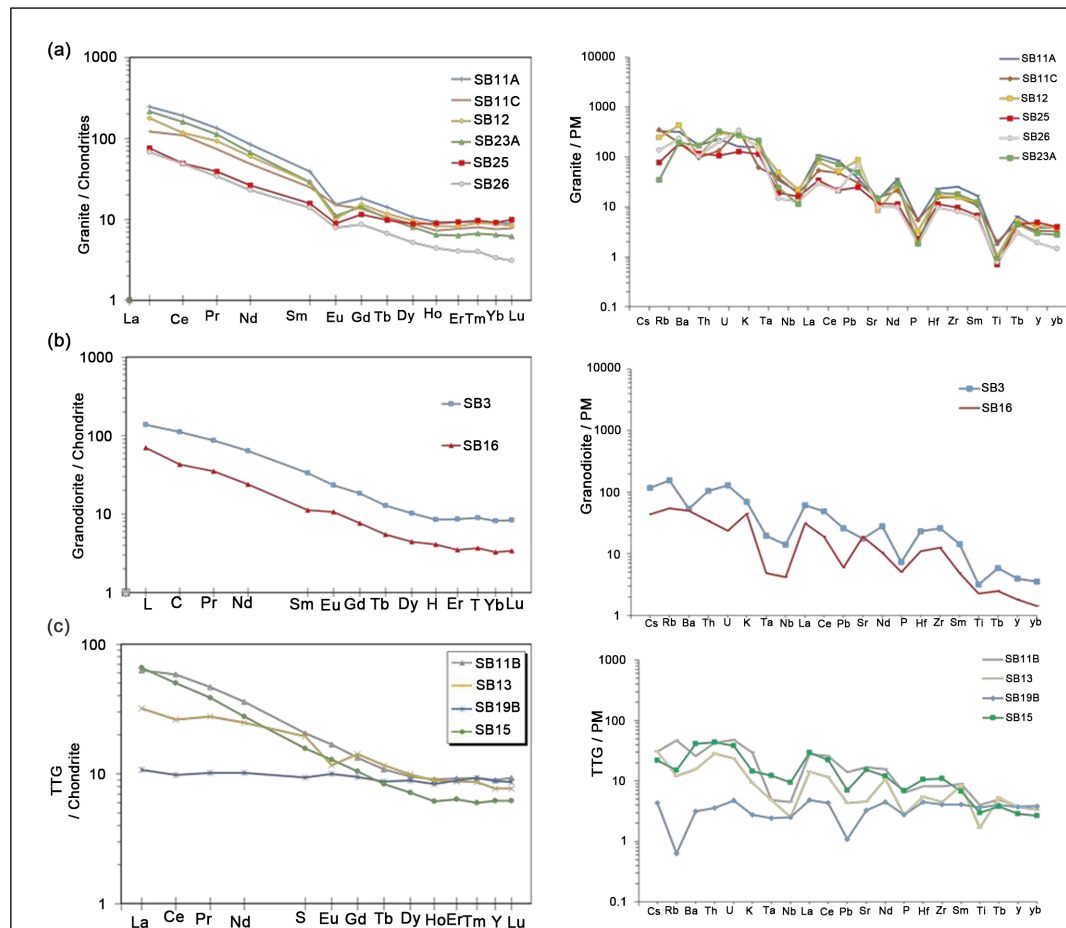 (a)
Granite / Chondrites
1000
100
10
1
La Ce Pr Nd Sm Eu Gd Tb Dy Ho Er Tm Yb Lu
SB11A
SB11C
SB12
SB23A
SB25
SB26
Granite / PM
10000
1000
100
10
1
0.1
Cs Rb Ba Th U K Ta Nb La Ce Pb Sr Nd P Hf Zr Sm Ti Tb y yb
SB11A
SB11C
SB12
SB25
SB26
SB23A
(b)
Granodiorite / Chondrite
1000
100
10
1
L C Pr Nd Sm Eu Gd Tb Dy H Er T Yb Lu
SB3
SB16
Granodioite / PM
10000
1000
100
10
1
Cs Rb Ba Th U K Ta Nb La Ce Pb Sr Nd P Hf Zr Sm Ti Tb y yb
SB3
SB16
(c)
TTG
/ Chondrite
100
10
1
La Ce Pr Nd S Eu Gd Tb Dy Ho Er Tm Y Lu
SB11B
SB13
SB19B
SB15
TTG / PM
1000
100
10
1
0.1
Cs Rb Ba Th U K Ta Nb La Ce Pb Sr Nd P Hf Zr Sm Ti Tb y yb
SB11B
SB13
SB19B
SB15